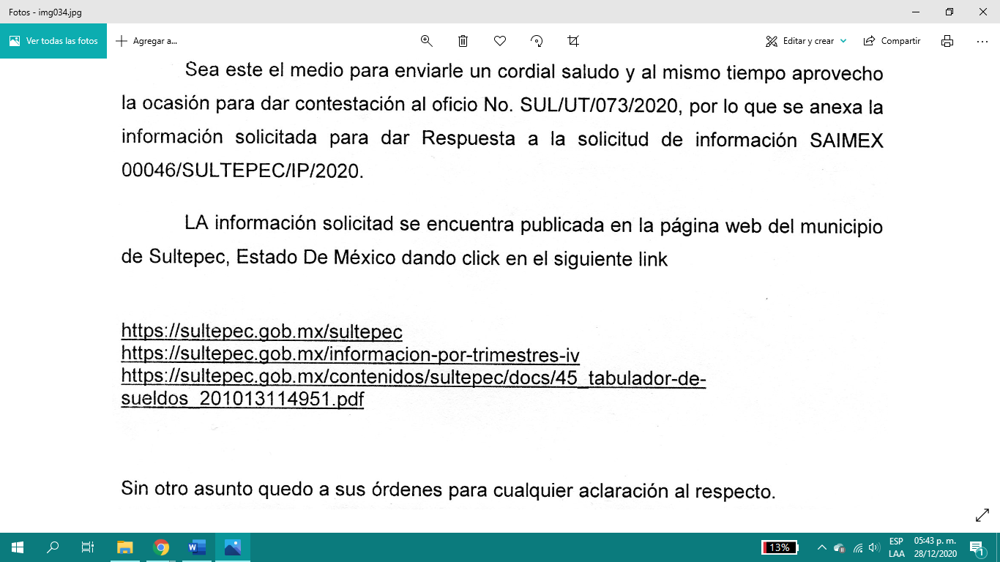 Fotos - img034.jpg
Ver todas las fotos
Agregar a...
Editar y crear
Compartir
Sea este el medio para enviarle un cordial saludo y al mismo tiempo aprovecho
la ocasión para dar contestación al oficio No. SUL/UT/073/2020, por lo que se anexa la
información solicitada para dar Respuesta a la solicitud de información SAIMEX
00046/SULTEPEC/IP/2020.
LA información solicitad se encuentra publicada en la página web del municipio
de Sultepec, Estado De México dando click en el siguiente link
https://sultepec.gob.mx/sultepec
https://sultepec.gob.mx/informacion-por-trimestres-iv
https://sultepec.gob.mx/contenidos/sultepec/docs/45_tabulador-de-
sueldos_201013114951.pdf
Sin otro asunto quedo a sus órdenes para cualquier aclaración al respecto.
13%
ESP
LAA
05:43 p. m.
28/12/2020
1